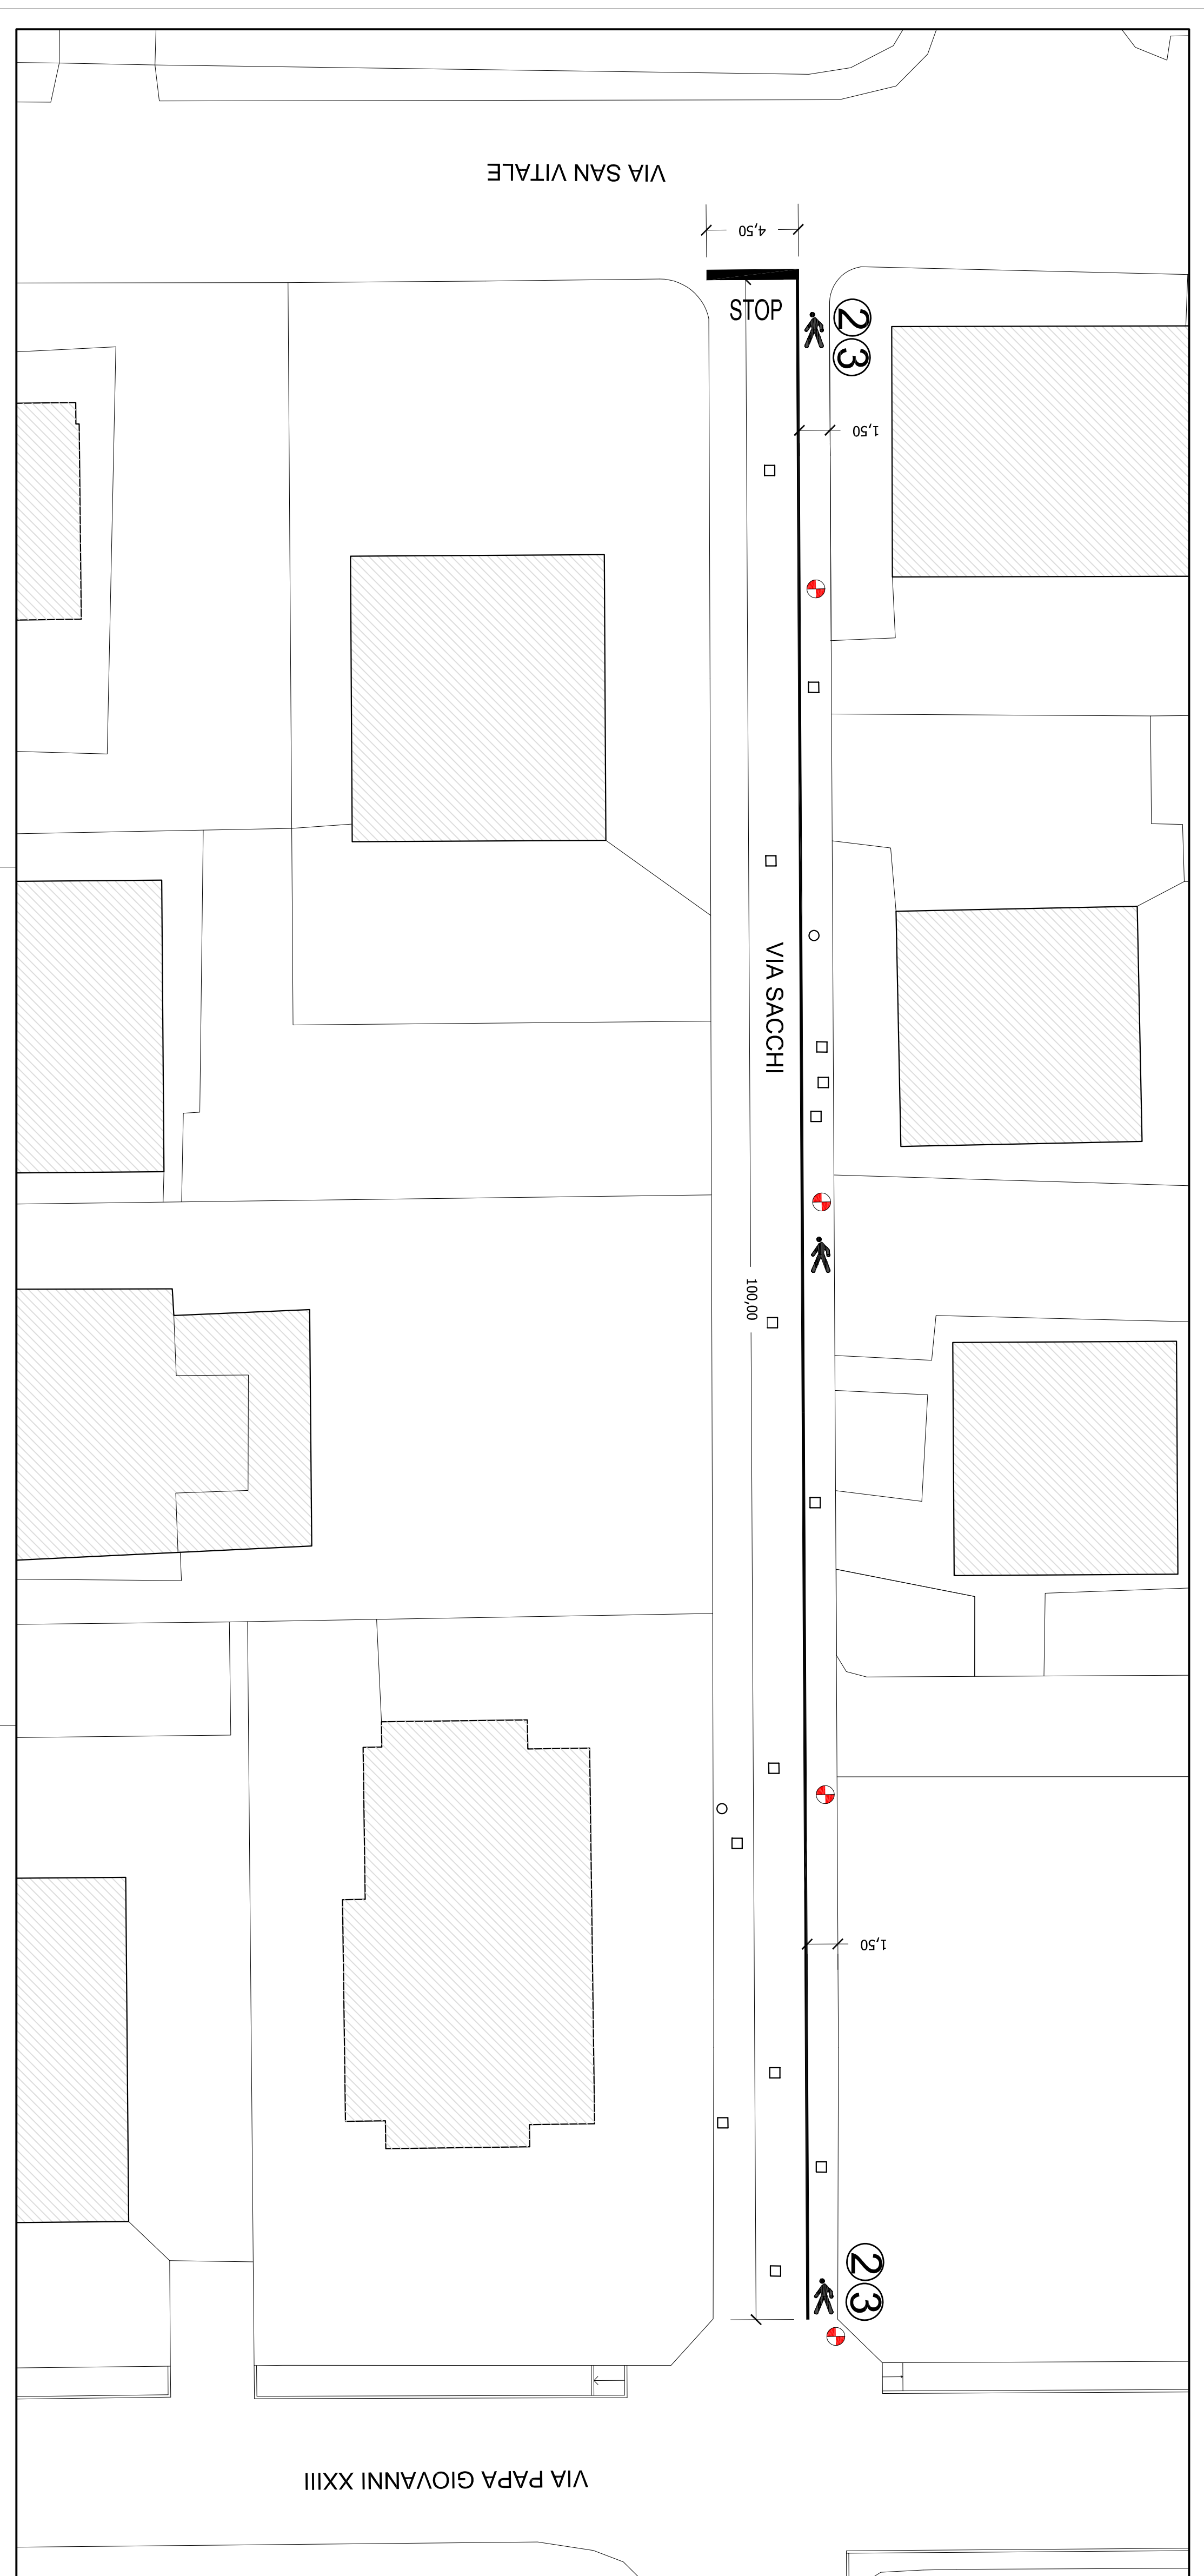 VIA SAN VITALE
4,50
STOP
2
3
1,50
VIA SACCHI
100,00
1,50
2
3
VIA PAPA GIOVANNI XXIII